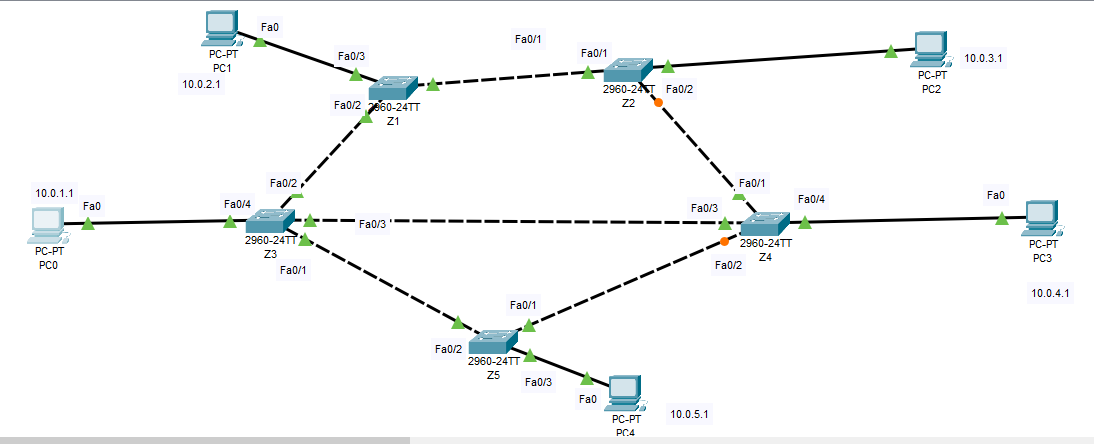 Fa0
PC-PT
PC1
10.0.2.1
Fa0/3
Fa0/1
Fa0/1
Fa0/2
2960-24TT
Z1
2960-24TT
Z2
Fa0/2
PC-PT
PC2
10.0.3.1
10.0.1.1
Fa0
PC-PT
PC0
Fa0/4
Fa0/2
2960-24TT
Z3
Fa0/1
Fa0/3
Fa0/1
Fa0/3
Fa0/4
2960-24TT
Z4
Fa0/2
Fa0
PC-PT
PC3
10.0.4.1
Fa0/1
Fa0/2
2960-24TT
Z5
Fa0/3
Fa0
PC-PT
PC4
10.0.5.1